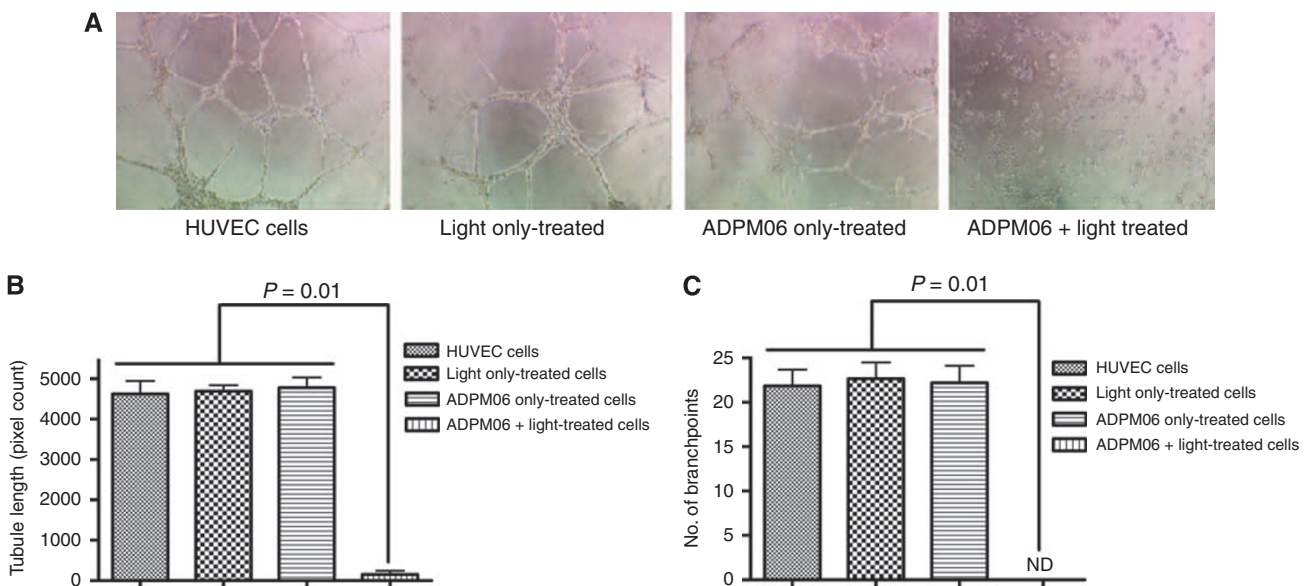 A
HUVEC cells
Light only-treated
ADPM06 only-treated
ADPM06 + light treated
B
P = 0.01
Tubule length (pixel count)
5000
4000
3000
2000
1000
0
HUVEC cells
Light only-treated cells
ADPM06 only-treated cells
ADPM06 + light-treated cells
C
P = 0.01
No. of branchpoints
25
20
15
10
5
0
ND
HUVEC cells
Light only-treated cells
ADPM06 only-treated cells
ADPM06 + light-treated cells